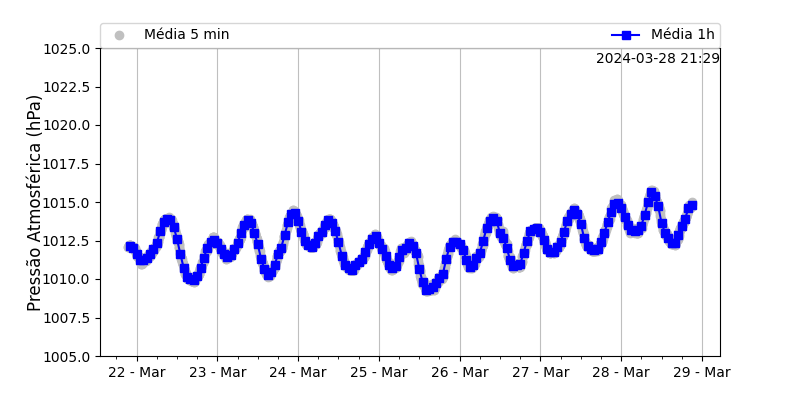 Média 5 min
Média 1h
2024-03-28 21:29
Pressão Atmosférica (hPa)
1025.0
1022.5
1020.0
1017.5
1015.0
1012.5
1010.0
1007.5
1005.0
22 - Mar
23 - Mar
24 - Mar
25 - Mar
26 - Mar
27 - Mar
28 - Mar
29 - Mar